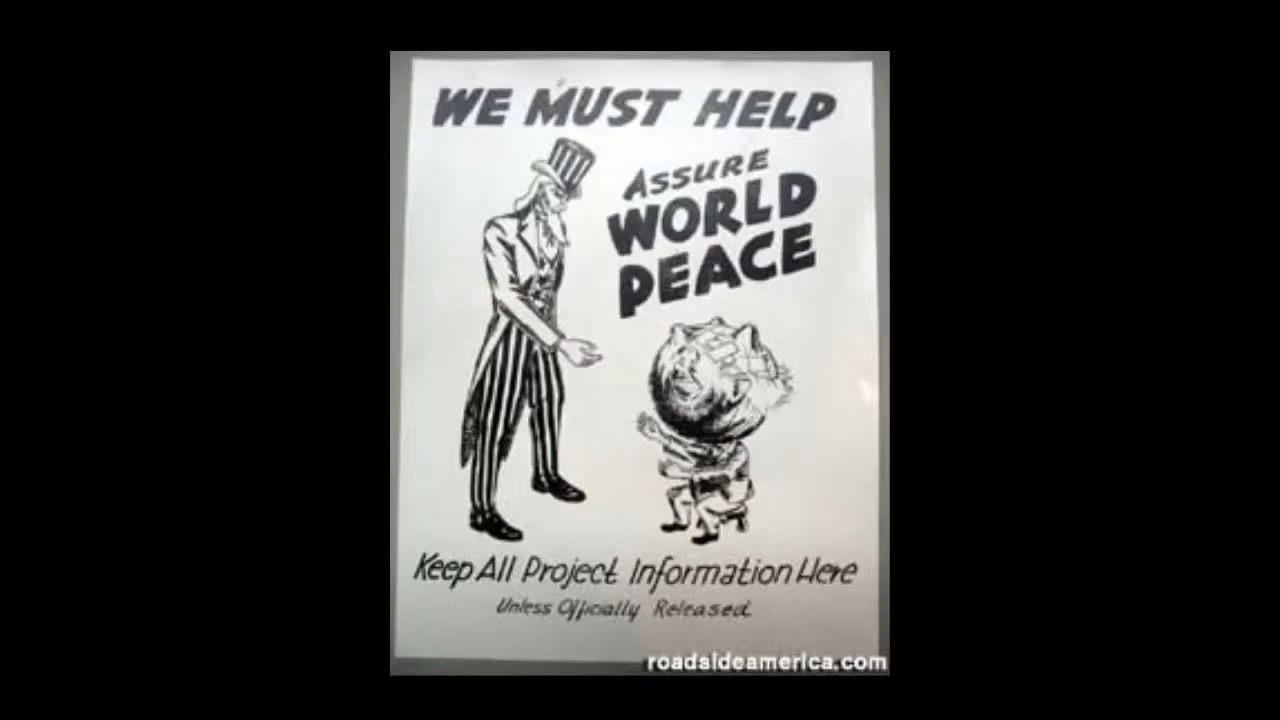 WE MUST HELP
ASSURE
WORLD
PEACE
Keep All Project Information Here
Unless Officially Released
roadsideamerica.com